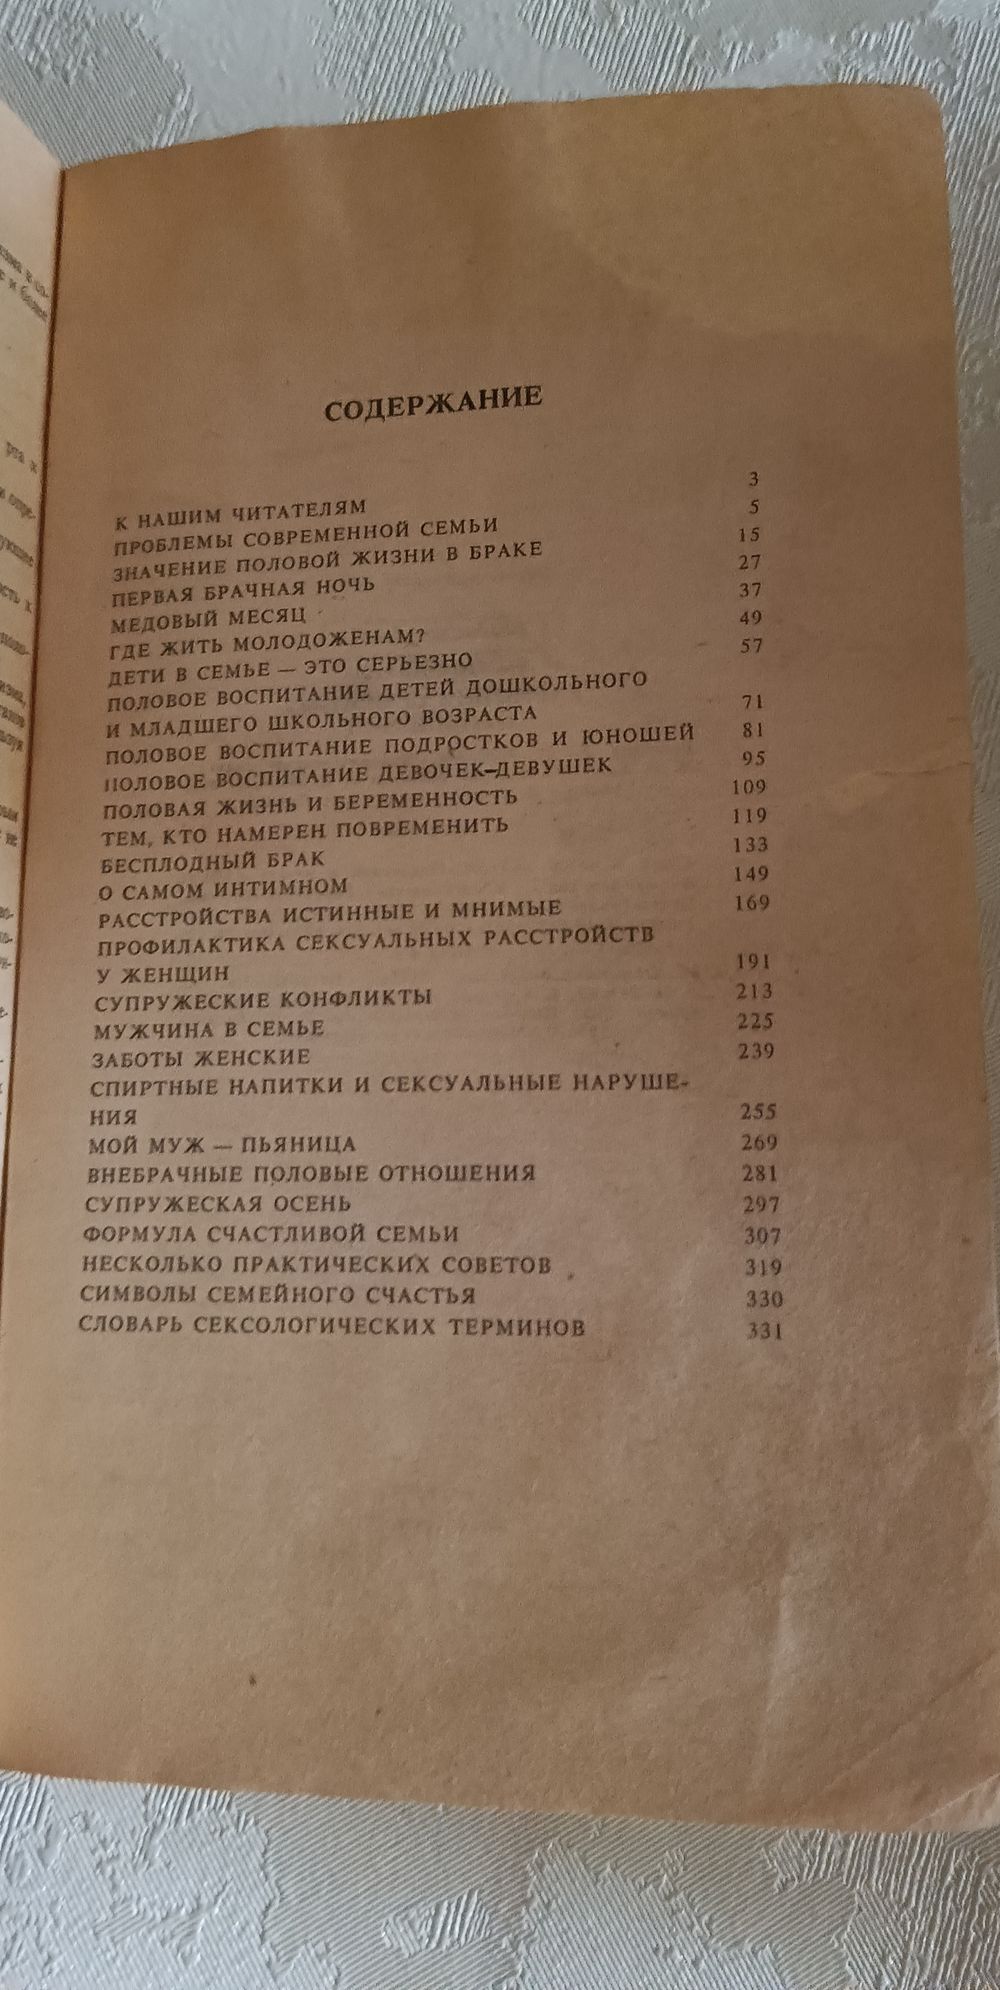 СОДЕРЖАНИЕ
К НАШИМ ЧИТАТЕЛЯМ 3
ПРОБЛЕМЫ СОВРЕМЕННОЙ СЕМЬИ 5
ЗНАЧЕНИЕ ПОЛОВОЙ ЖИЗНИ В БРАКЕ 15
ПЕРВАЯ БРАЧНАЯ НОЧЬ 27
МЕДОВЫЙ МЕСЯЦ 37
ГДЕ ЖИТЬ МОЛОДОЖЕНАМ? 49
ДЕТИ В СЕМЬЕ — ЭТО СЕРЬЕЗНО 57
ПОЛОВОЕ ВОСПИТАНИЕ ДЕТЕЙ ДОШКОЛЬНОГО
И МЛАДШЕГО ШКОЛЬНОГО ВОЗРАСТА 71
ПОЛОВОЕ ВОСПИТАНИЕ ПОДРОСТКОВ И ЮНОШЕЙ 81
ПОЛОВОЕ ВОСПИТАНИЕ ДЕВОЧЕК-ДЕВУШЕК 95
ПОЛОВАЯ ЖИЗНЬ И БЕРЕМЕННОСТЬ 109
ТЕМ, КТО НАМЕРЕН ПОВРЕМЕНИТЬ 119
БЕСПЛОДНЫЙ БРАК 133
О САМОМ ИНТИМНОМ 149
РАССТРОЙСТВА ИСТИННЫЕ И МНИМЫЕ 169
ПРОФИЛАКТИКА СЕКСУАЛЬНЫХ РАССТРОЙСТВ
У ЖЕНЩИН 191
СУПРУЖЕСКИЕ КОНФЛИКТЫ 213
МУЖЧИНА В СЕМЬЕ 225
ЗАБОТЫ ЖЕНСКИЕ 239
СПИРТНЫЕ НАПИТКИ И СЕКСУАЛЬНЫЕ НАРУШЕ-
НИЯ 255
МОЙ МУЖ — ПЬЯНИЦА 269
ВНЕБРАЧНЫЕ ПОЛОВЫЕ ОТНОШЕНИЯ 281
СУПРУЖЕСКАЯ ОСЕНЬ 297
ФОРМУЛА СЧАСТЛИВОЙ СЕМЬИ 307
НЕСКОЛЬКО ПРАКТИЧЕСКИХ СОВЕТОВ 319
СИМВОЛЫ СЕМЕЙНОГО СЧАСТЬЯ 330
СЛОВАРЬ СЕКСОЛОГИЧЕСКИХ ТЕРМИНОВ 331